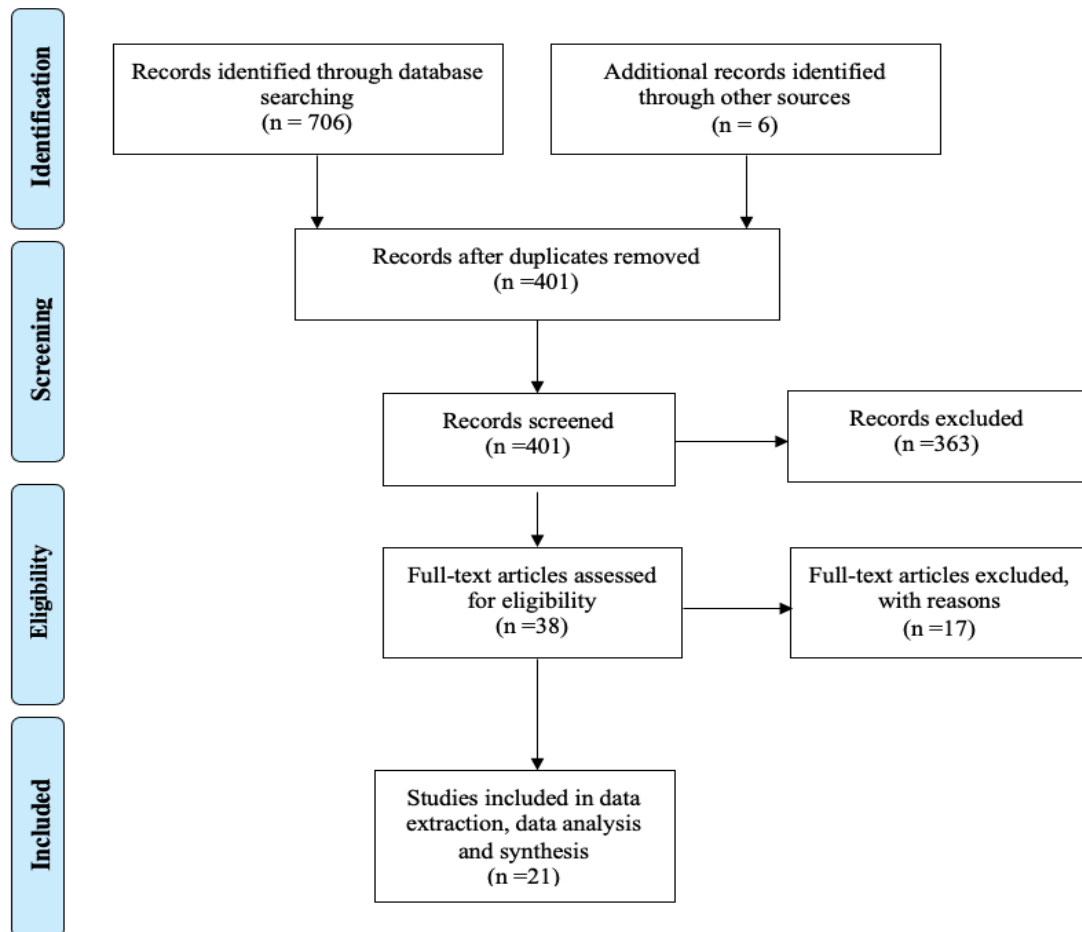 Identification
Records identified through database
searching
(n = 706)
Additional records identified
through other sources
(n = 6)
Screening
Records after duplicates removed
(n =401)
Records screened
(n =401)
Records excluded
(n =363)
Eligibility
Full-text articles assessed
for eligibility
(n =38)
Full-text articles excluded,
with reasons
(n =17)
Included
Studies included in data
extraction, data analysis
and synthesis
(n =21)